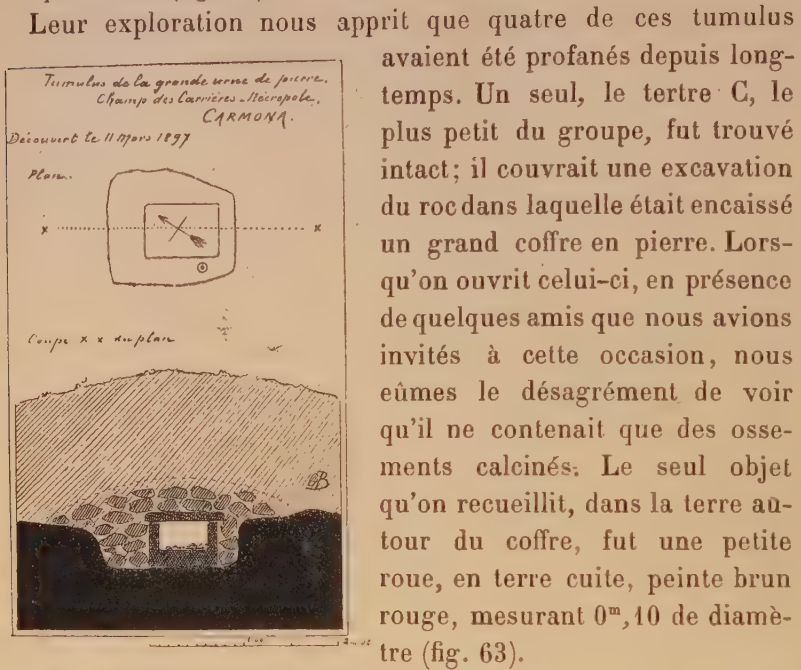 Leur exploration nous apprit que quatre de ces tumulus
avaient été profanés depuis long-
temps. Un seul, le tertre C, le
plus petit du groupe, fut trouvé
intact; il couvrait une excavation
du roc dans laquelle était encaissé
un grand coffre en pierre. Lors-
qu'on ouvrit celui-ci, en présence
de quelques amis que nous avions
invités à cette occasion, nous
eûmes le désagrément de voir
qu'il ne contenait que des osse-
ments calcinés. Le seul objet
qu'on recueillit, dans la terre au-
tour du coffre, fut une petite
roue, en terre cuite, peinte brun
rouge, mesurant 0ᵐ,10 de diamè-
tre (fig. 63).
Tumulus de la grande urne de pierre.
Champ des Carrières - Nécropole.
CARMONA.
Découvert le 11 Mars 1897
Plan.
x x
Coupe x x du plan